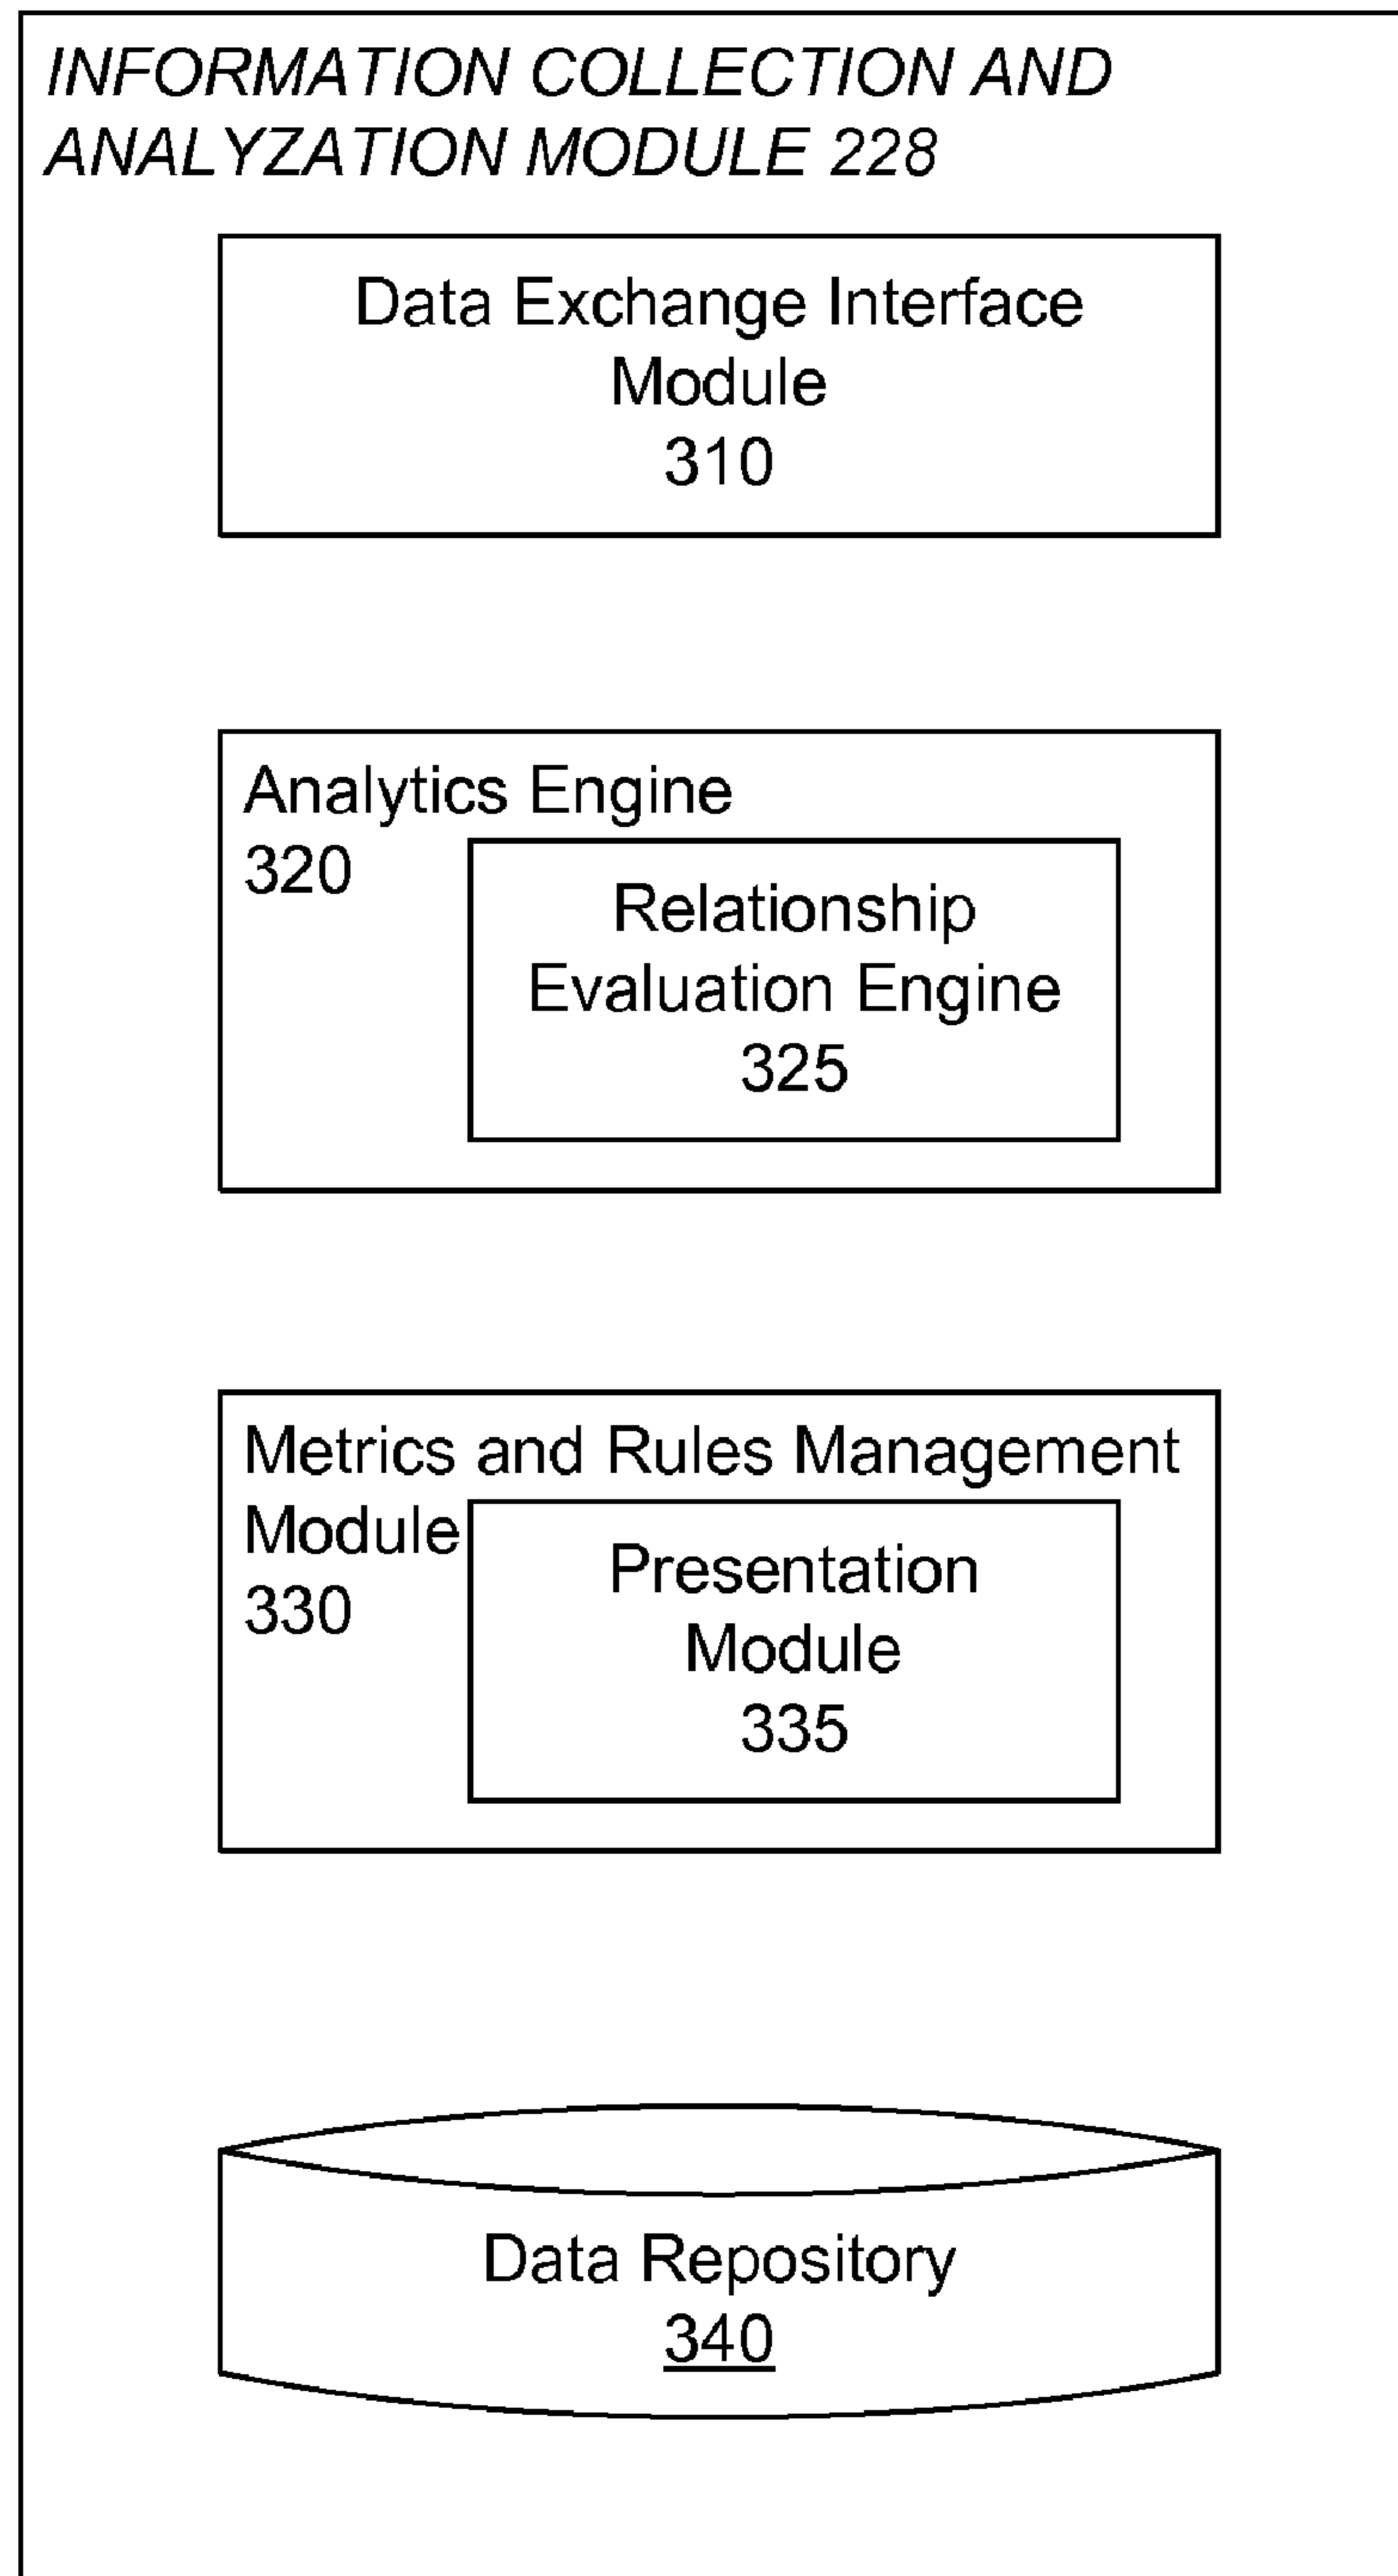 INFORMATION COLLECTION AND
ANALYZATION MODULE 228
Data Exchange Interface
Module
310
Analytics Engine
320
Relationship
Evaluation Engine
325
Metrics and Rules Management
Module
330
Presentation
Module
335
Data Repository
340